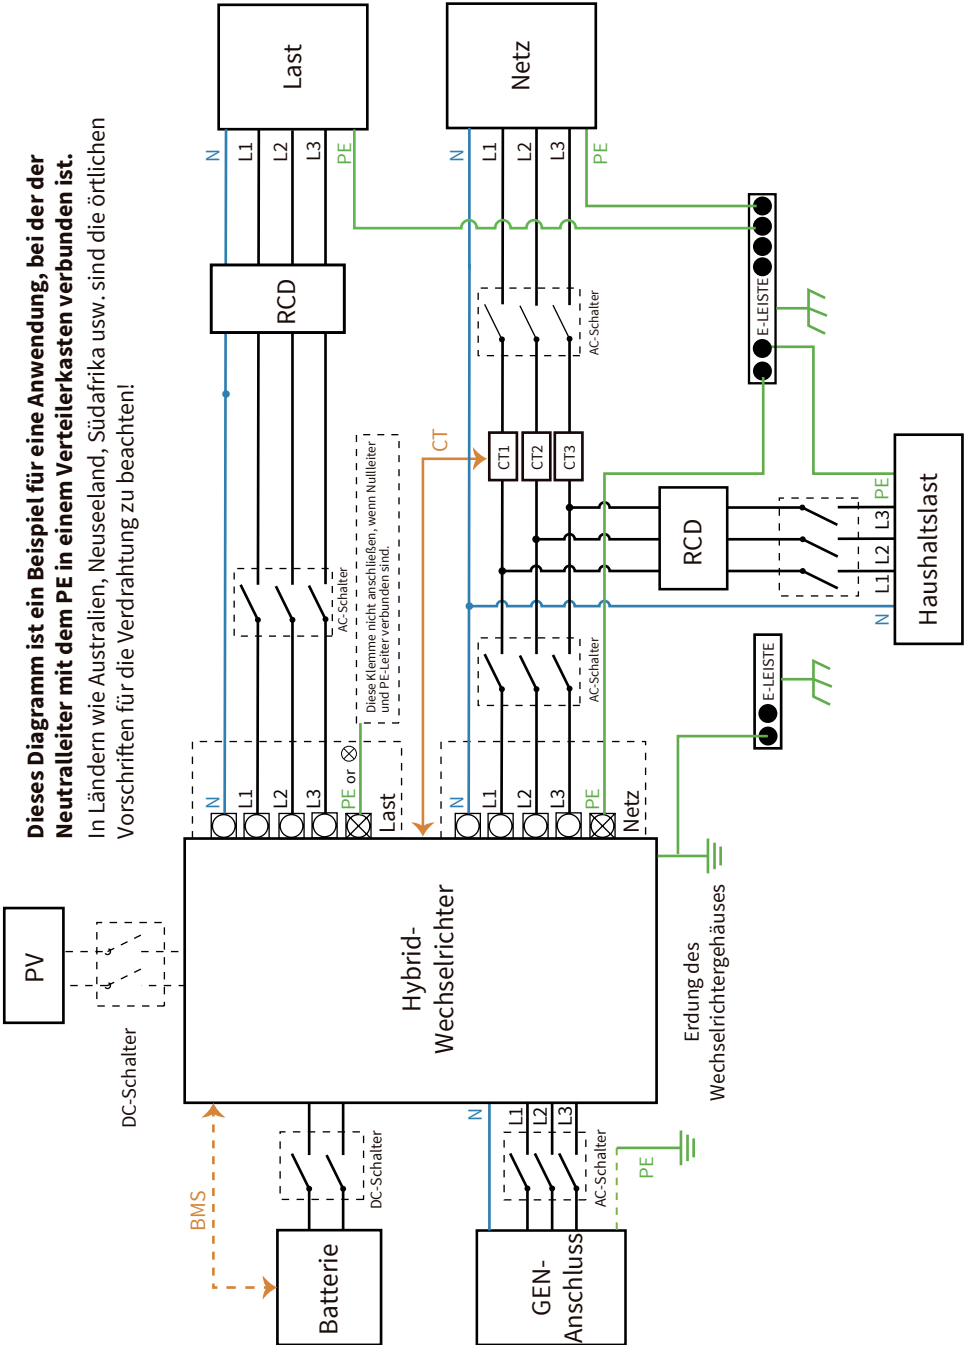 Dieses Diagramm ist ein Beispiel für eine Anwendung, bei der der
Neutralleiter mit dem PE in einem Verteilerkasten verbunden ist.
In Ländern wie Australien, Neuseeland, Südafrika usw. sind die örtlichen
Vorschriften für die Verdrahtung zu beachten!
PV
DC-Schalter
BMS
Batterie
DC-Schalter
Hybrid-
Wechselrichter
N
L1
L2
L3
PE or
Last
AC-Schalter
Diese Klemme nicht anschließen, wenn Nullleiter
und PE-Leiter verbunden sind.
RCD
N
L1
L2
L3
PE
Last
CT
N
L1
L2
L3
PE
Netz
AC-Schalter
CT1
CT2
CT3
AC-Schalter
N
L1
L2
L3
PE
Netz
GEN-
Anschluss
N
L1
L2
L3
AC-Schalter
PE
Erdung des
Wechselrichtergehäuses
E-LEISTE
RCD
E-LEISTE
N
L1
L2
L3
PE
Haushaltslast